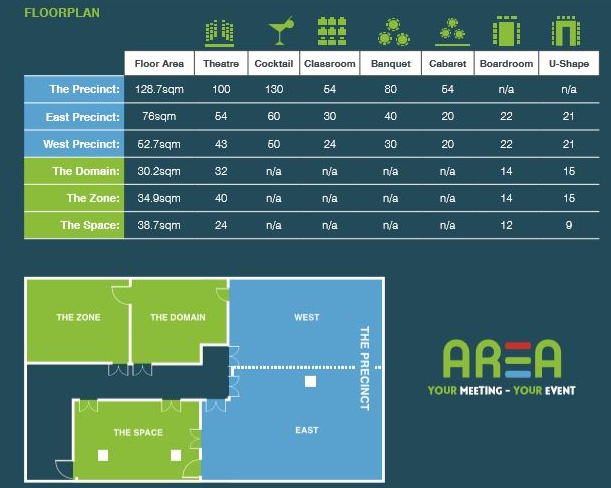 FLOORPLAN
Floor Area Theatre Cocktail Classroom Banquet Cabaret Boardroom U-Shape
The Precinct: 128.7sqm 100 130 54 80 54 n/a n/a
East Precinct: 76sqm 54 60 30 40 20 22 21
West Precinct: 52.7sqm 43 50 24 30 20 22 21
The Domain: 30.2sqm 32 n/a n/a n/a n/a 14 15
The Zone: 34.9sqm 40 n/a n/a n/a n/a 14 15
The Space: 38.7sqm 24 n/a n/a n/a n/a 12 9
THE ZONE
THE DOMAIN
WEST
THE PRECINCT
THE SPACE
EAST
AREA
YOUR MEETING - YOUR EVENT